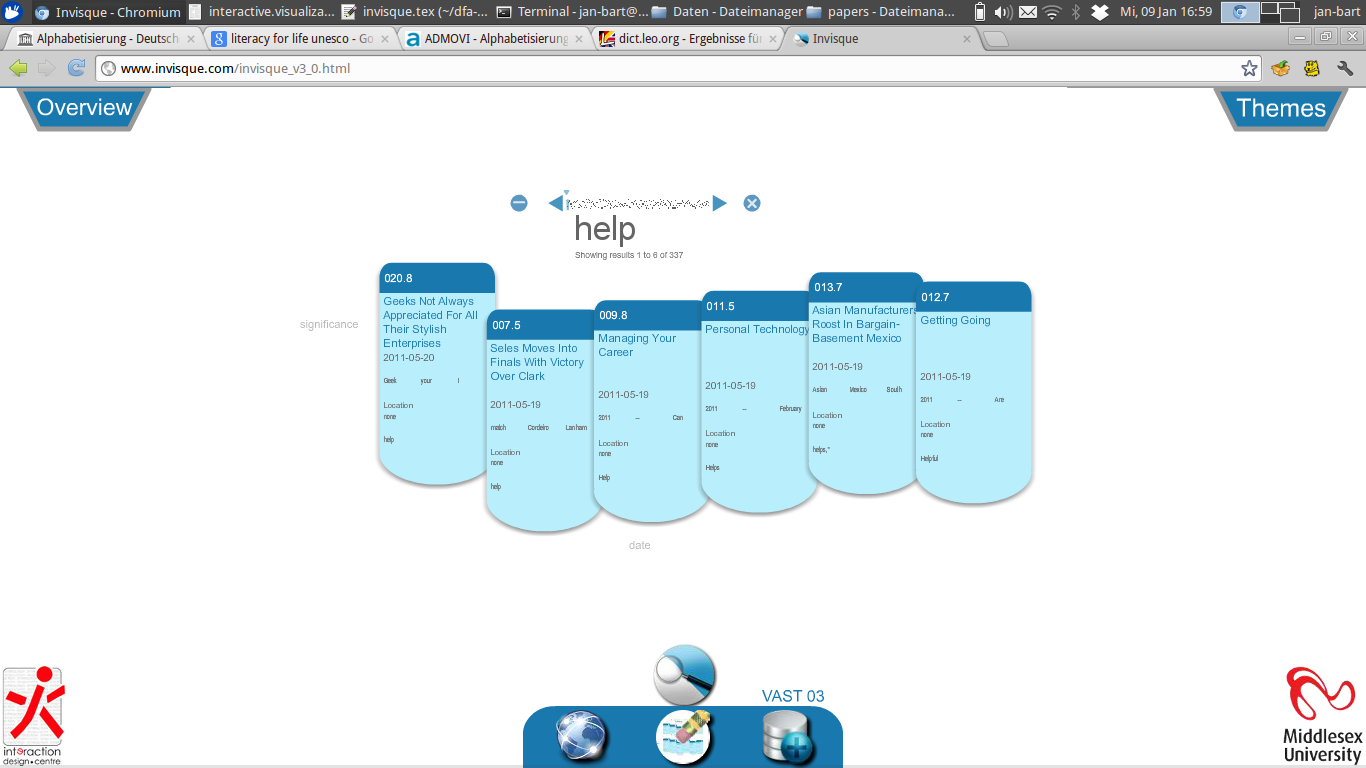 Invisque - Chromium
interactive.visualiza...
invisque.tex (~/dfa-...
Terminal - jan-bart@...
Daten - Dateimanager
papers - Dateimana...
Mi, 09 Jan 16:59
jan-bart
Alphabetisierung - Deutsch
literacy for life unesco - Go
ADMOVI - Alphabetisierung
dict.leo.org - Ergebnisse für
Invisque
www.invisque.com/invisque_v3_0.html
Overview
Themes
help
Showing results 1 to 6 of 337
significance
020.8
Geeks Not Always
Appreciated For All
Their Stylish
Enterprises
2011-05-20
Geek your I
Location
none
help
007.5
Seles Moves Into
Finals With Victory
Over Clark
2011-05-19
match Cordeiro Lanham
Location
none
help
009.8
Managing Your
Career
2011-05-19
2011 -- Can
Location
none
Help
011.5
Personal Technology
2011-05-19
2011 -- February
Location
none
Helps
013.7
Asian Manufacturers
Roost In Bargain-
Basement Mexico
2011-05-19
Asian Mexico South
Location
none
helps,"
012.7
Getting Going
2011-05-19
2011 -- Are
Location
none
Helpful
date
VAST 03
interaction
design•centre
Middlesex
University